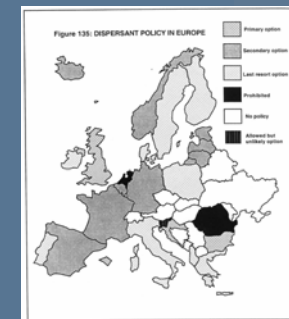 Figure 135: DISPERSANT POLICY IN EUROPE
Primary option
Secondary option
Last resort option
Prohibited
No policy
Allowed but
unlikely option